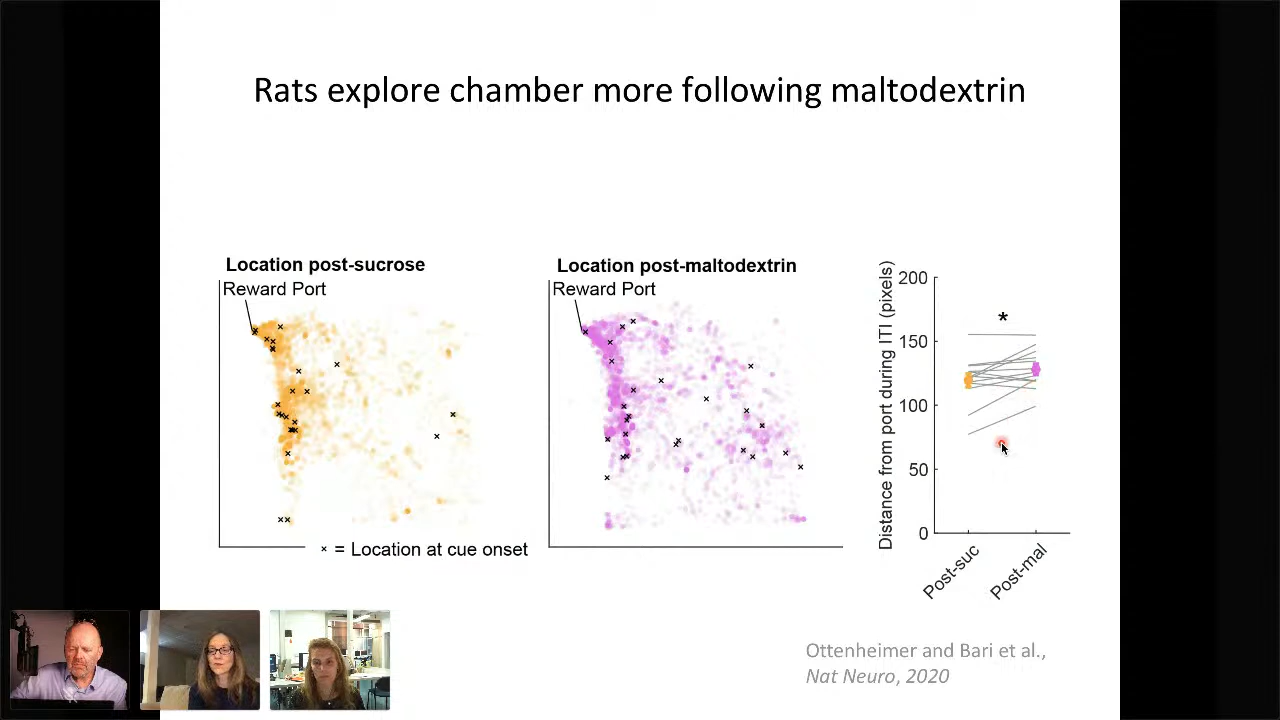 Rats explore chamber more following maltodextrin
Location post-sucrose
Reward Port
× = Location at cue onset
Location post-maltodextrin
Reward Port
Distance from port during ITI (pixels)
200
150
100
50
0
*
Post-suc
Post-mal
Ottenheimer and Bari et al.,
Nat Neuro, 2020